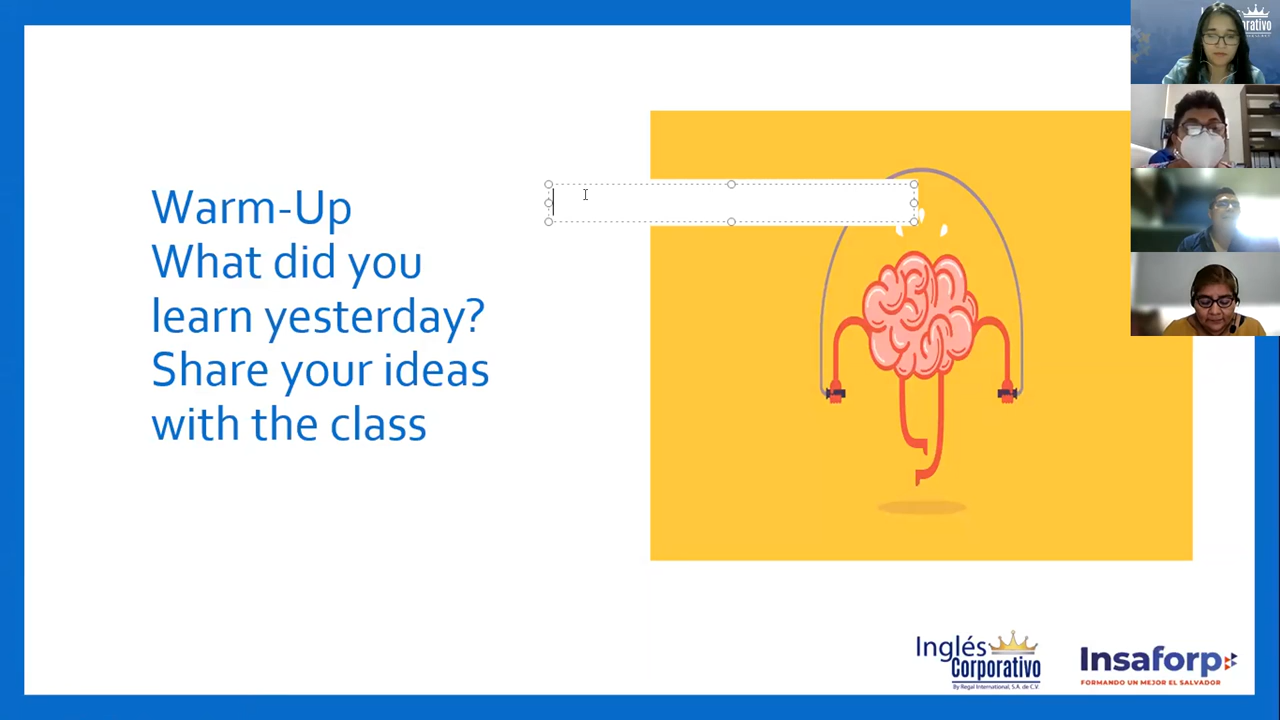 Warm-Up
What did you
learn yesterday?
Share your ideas
with the class
Inglés
Corporativo
By Regal International, S.A. de C.V.
Insaforp
FORMANDO UN MEJOR EL SALVADOR